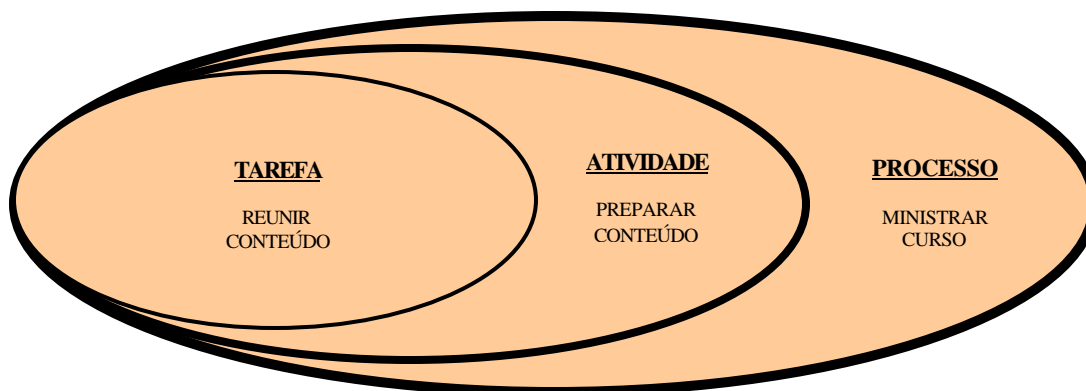 TAREFA
REUNIR
CONTEÚDO
ATIVIDADE
PREPARAR
CONTEÚDO
PROCESSO
MINISTRAR
CURSO